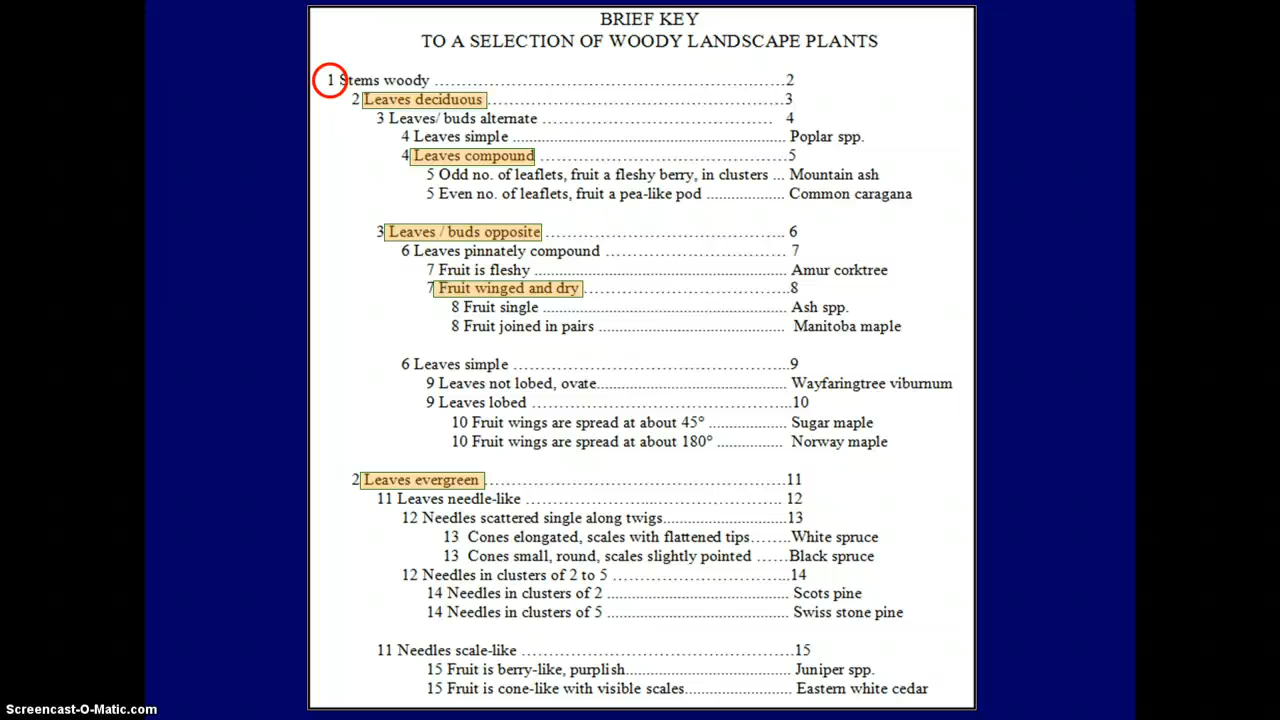 BRIEF KEY
TO A SELECTION OF WOODY LANDSCAPE PLANTS
1 Stems woody ........................................ 2
2 Leaves deciduous ........................................ 3
3 Leaves/ buds alternate ........................................ 4
4 Leaves simple ........................................ Poplar spp.
4 Leaves compound ........................................ 5
5 Odd no. of leaflets, fruit a fleshy berry, in clusters ... Mountain ash
5 Even no. of leaflets, fruit a pea-like pod .................. Common caragana
3 Leaves / buds opposite ........................................ 6
6 Leaves pinnately compound .............................. 7
7 Fruit is fleshy ........................................ Amur corktree
7 Fruit winged and dry ........................................ 8
8 Fruit single ........................................ Ash spp.
8 Fruit joined in pairs ........................................ Manitoba maple
6 Leaves simple ........................................ 9
9 Leaves not lobed, ovate........................................ Wayfaringtree viburnum
9 Leaves lobed ........................................ 10
10 Fruit wings are spread at about 45° .................. Sugar maple
10 Fruit wings are spread at about 180° ............... Norway maple
2 Leaves evergreen ........................................ 11
11 Leaves needle-like ........................................ 12
12 Needles scattered single along twigs............................13
13 Cones elongated, scales with flattened tips........White spruce
13 Cones small, round, scales slightly pointed ......Black spruce
12 Needles in clusters of 2 to 5 ........................................14
14 Needles in clusters of 2 ........................................ Scots pine
14 Needles in clusters of 5 ........................................ Swiss stone pine
11 Needles scale-like ........................................15
15 Fruit is berry-like, purplish........................................ Juniper spp.
15 Fruit is cone-like with visible scales......................... Eastern white cedar
Screencast-O-Matic.com